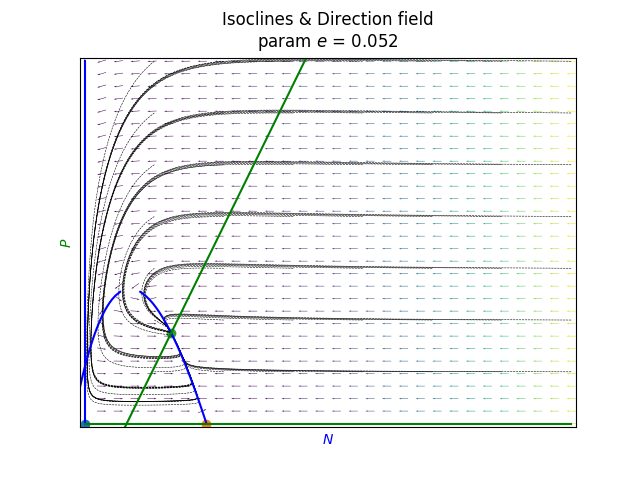 Isoclines & Direction field
param e = 0.052
P
N